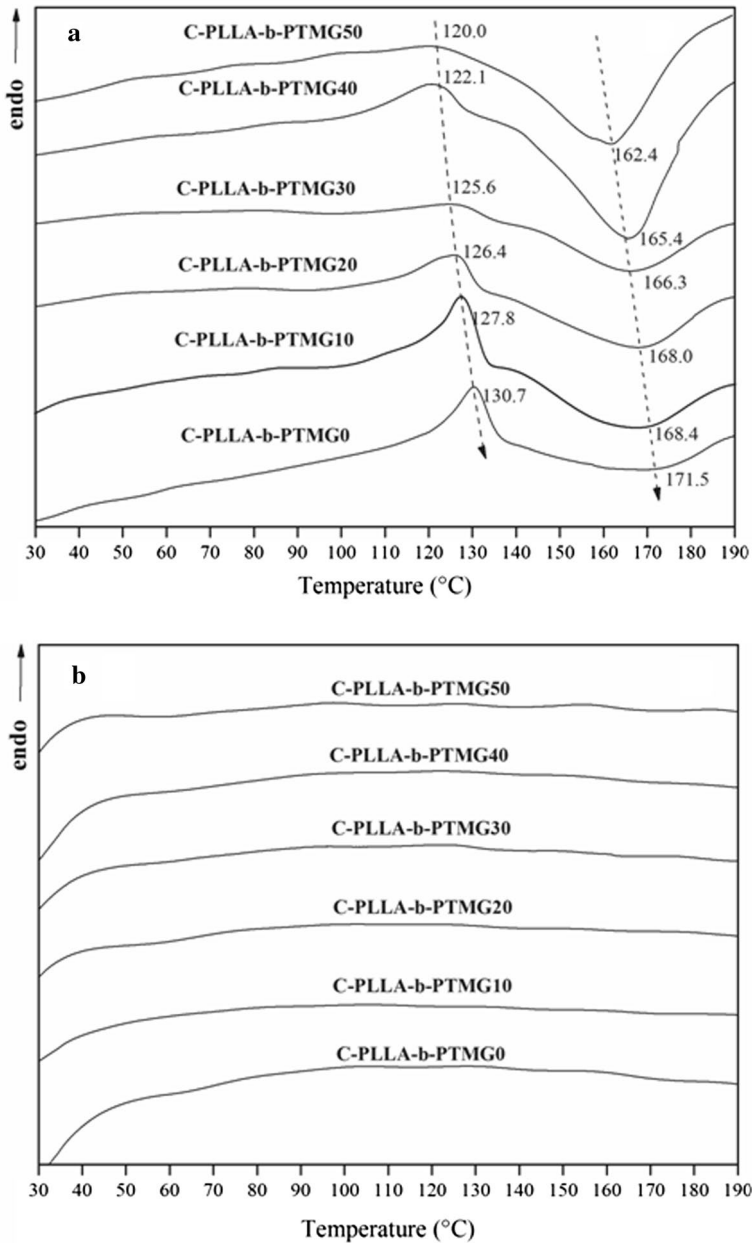 a
endo
C-PLLA-b-PTMG50
120.0
162.4
C-PLLA-b-PTMG40
122.1
165.4
C-PLLA-b-PTMG30
125.6
166.3
C-PLLA-b-PTMG20
126.4
168.0
C-PLLA-b-PTMG10
127.8
168.4
C-PLLA-b-PTMG0
130.7
171.5
30 40 50 60 70 80 90 100 110 120 130 140 150 160 170 180 190
Temperature (°C)
b
endo
C-PLLA-b-PTMG50
C-PLLA-b-PTMG40
C-PLLA-b-PTMG30
C-PLLA-b-PTMG20
C-PLLA-b-PTMG10
C-PLLA-b-PTMG0
30 40 50 60 70 80 90 100 110 120 130 140 150 160 170 180 190
Temperature (°C)